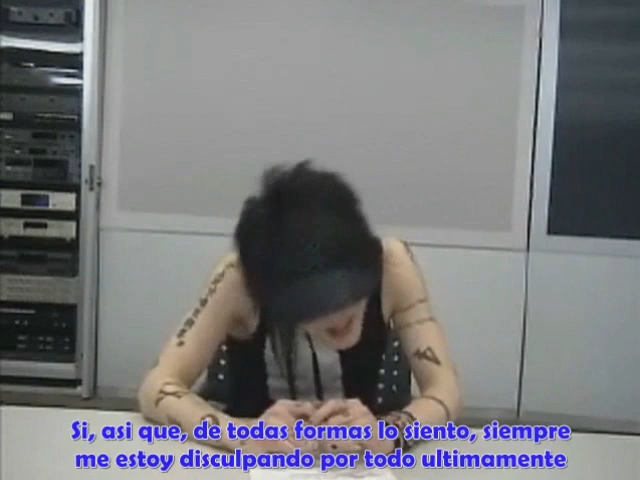 Si, asi que, de todas formas lo siento, siempre
me estoy disculpando por todo ultimamente